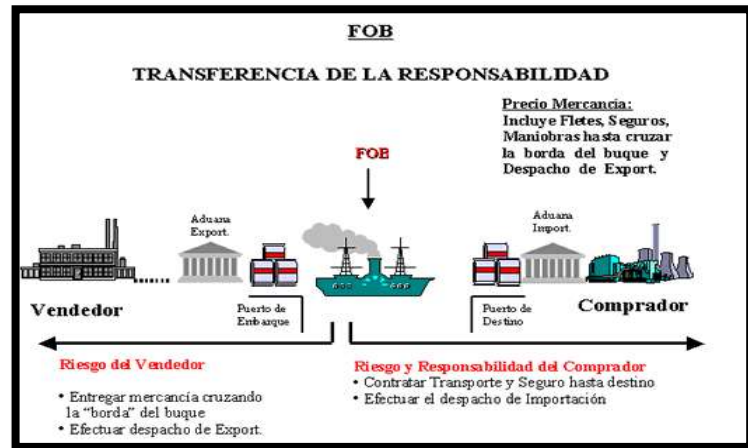 FOB
TRANSFERENCIA DE LA RESPONSABILIDAD
Precio Mercancía:
Incluye Fletes, Seguros,
Maniobras hasta cruzar
la borda del buque y
Despacho de Export.
FOB
Aduana
Export.
Aduana
Import.
Vendedor
Puerto de
Embarque
Puerto de
Destino
Comprador
Riesgo del Vendedor
• Entregar mercancía cruzando
la "borda" del buque
• Efectuar despacho de Export.
Riesgo y Responsabilidad del Comprador
• Contratar Transporte y Seguro hasta destino
• Efectuar el despacho de Importación